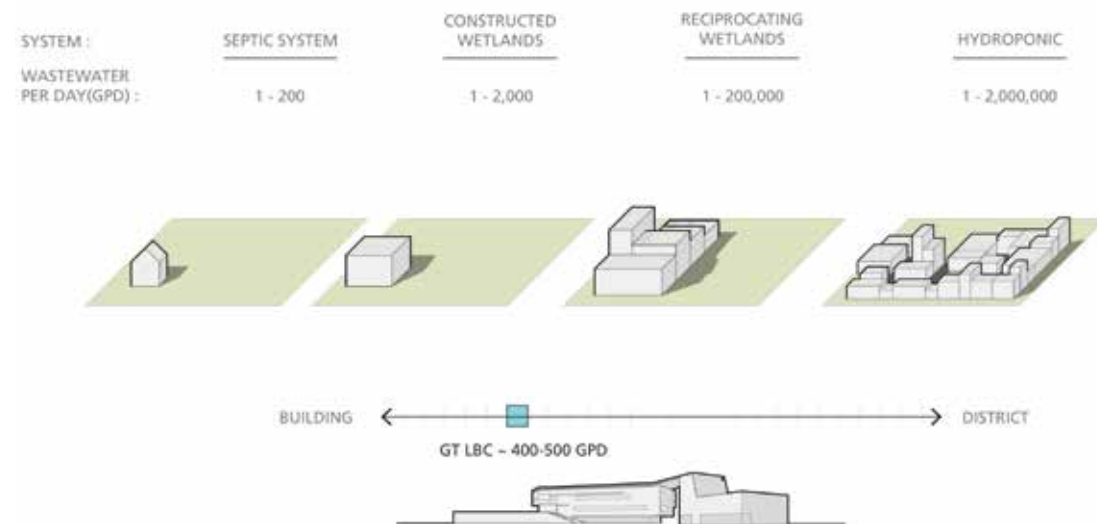 SYSTEM :
SEPTIC SYSTEM
CONSTRUCTED
WETLANDS
RECIPROCATING
WETLANDS
HYDROPONIC
WASTEWATER
PER DAY(GPD) :
1 - 200
1 - 2,000
1 - 200,000
1 - 2,000,000
BUILDING
DISTRICT
GT LBC ~ 400-500 GPD